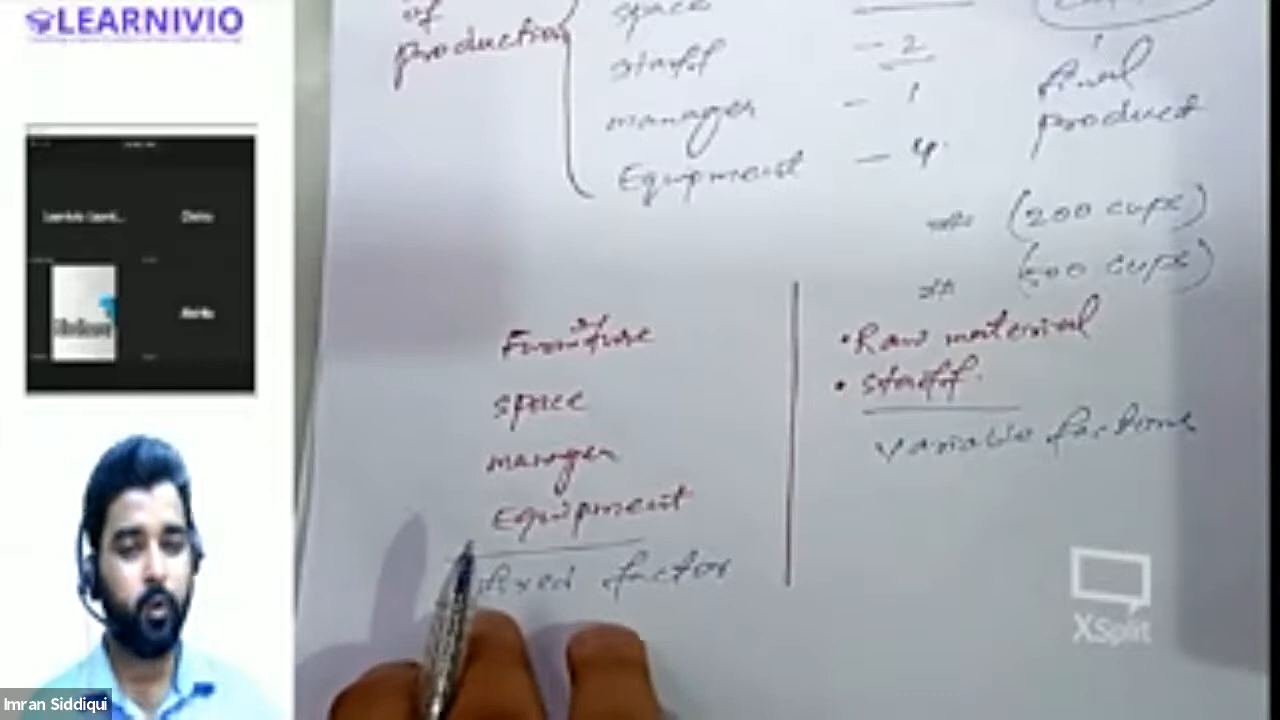 LEARNIVIO
of
production
space
staff - 2
manager - 1
Equipment - 4
final
product
(200 cups)
(500 cups)
Furniture
space
manager
Equipment
fixed factor
• Raw material
• staff.
variable factors
XSplit
Imran Siddiqui